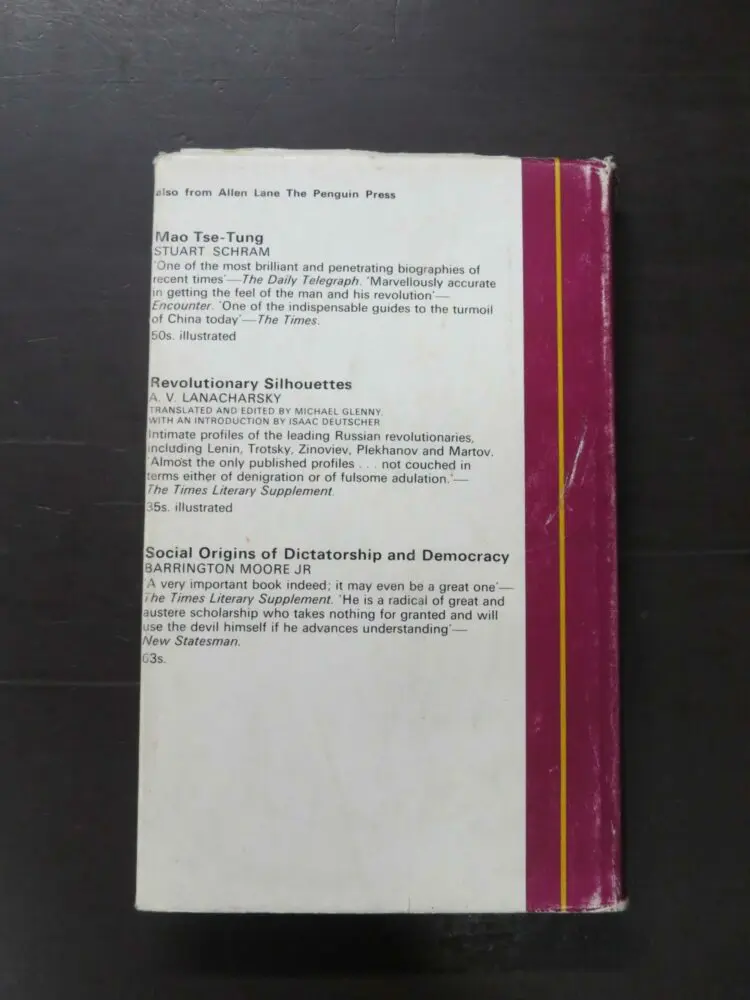 also from Allen Lane The Penguin Press
Mao Tse-Tung
STUART SCHRAM
'One of the most brilliant and penetrating biographies of
recent times'—The Daily Telegraph. 'Marvellously accurate
in getting the feel of the man and his revolution'—
Encounter. 'One of the indispensable guides to the turmoil
of China today'—The Times.
50s. illustrated
Revolutionary Silhouettes
A. V. LANACHARSKY
TRANSLATED AND EDITED BY MICHAEL GLENNY,
WITH AN INTRODUCTION BY ISAAC DEUTSCHER
Intimate profiles of the leading Russian revolutionaries,
including Lenin, Trotsky, Zinoviev, Plekhanov and Martov.
'Almost the only published profiles . . . not couched in
terms either of denigration or of fulsome adulation.'—
The Times Literary Supplement.
35s. illustrated
Social Origins of Dictatorship and Democracy
BARRINGTON MOORE JR
'A very important book indeed; it may even be a great one'—
The Times Literary Supplement. 'He is a radical of great and
austere scholarship who takes nothing for granted and will
use the devil himself if he advances understanding'—
New Statesman.
63s.